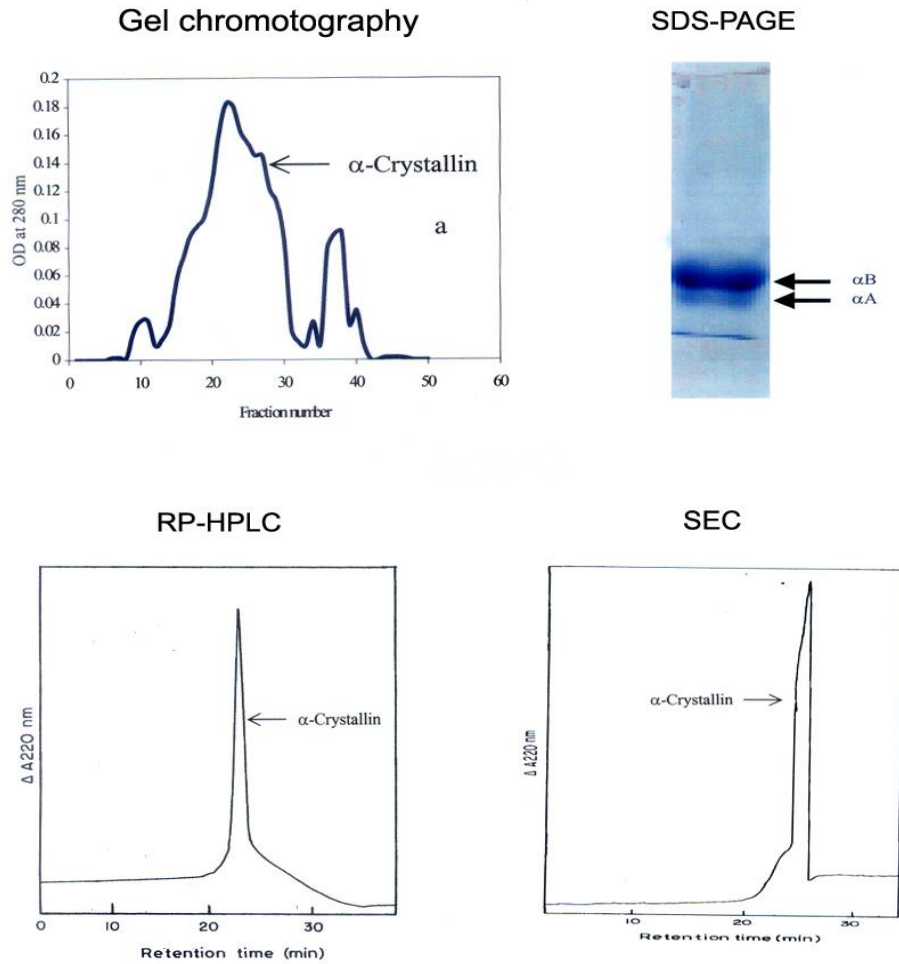 Gel chromotography
SDS-PAGE
0.2
0.18
0.16
0.14
0.12
0.1
0.08
0.06
0.04
0.02
0
OD at 280 nm
α-Crystallin
a
0 10 20 30 40 50 60
Fraction number
αB
αA
RP-HPLC
SEC
Δ A220 nm
α-Crystallin
0 10 20 30
Retention time (min)
Δ A220 nm
α-Crystallin
10 20 30
Retention time (min)